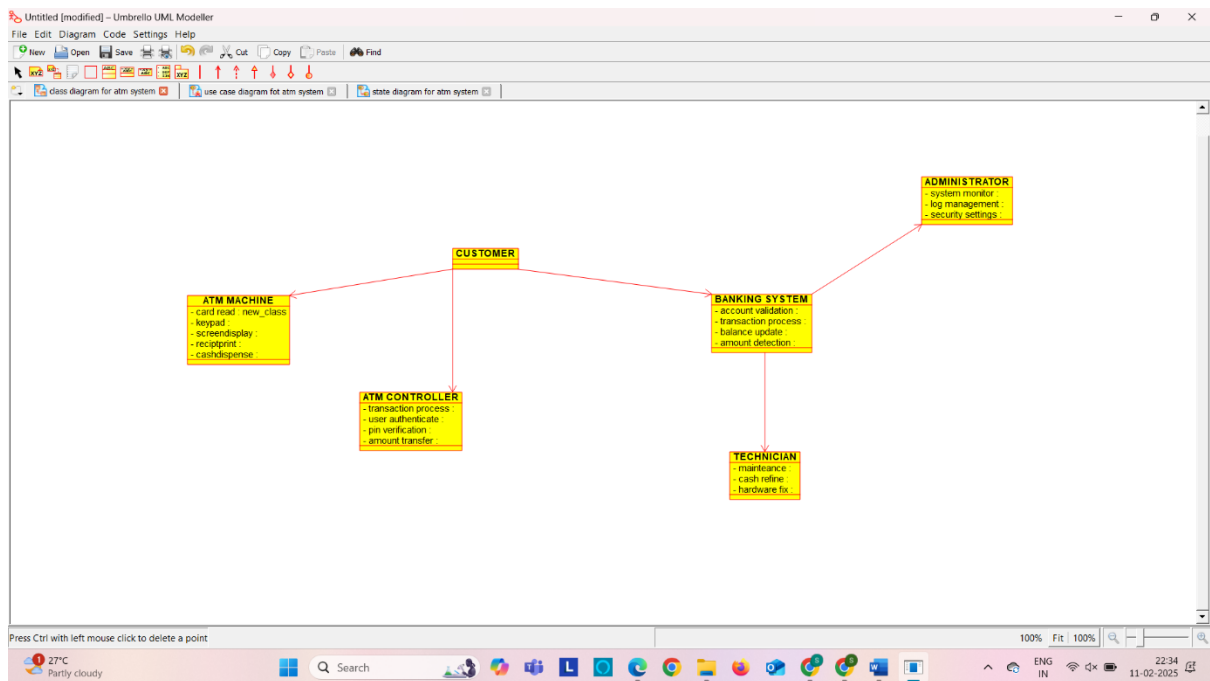 Untitled [modified] – Umbrello UML Modeller
File Edit Diagram Code Settings Help
New Open Save Cut Copy Paste Find
class diagram for atm system use case diagram fot atm system state diagram for atm system
ADMINISTRATOR
- system monitor :
- log management :
- security settings :
CUSTOMER
ATM MACHINE
- card read : new_class
- keypad :
- screendisplay :
- reciptprint :
- cashdispense :
BANKING SYSTEM
- account validation :
- transaction process :
- balance update :
- amount detection :
ATM CONTROLLER
- transaction process :
- user authenticate :
- pin verification :
- amount transfer :
TECHNICIAN
- mainteance :
- cash refine :
- hardware fix :
Press Ctrl with left mouse click to delete a point
100% Fit 100%
1
27°C
Partly cloudy
Search
ENG
IN
22:34
11-02-2025